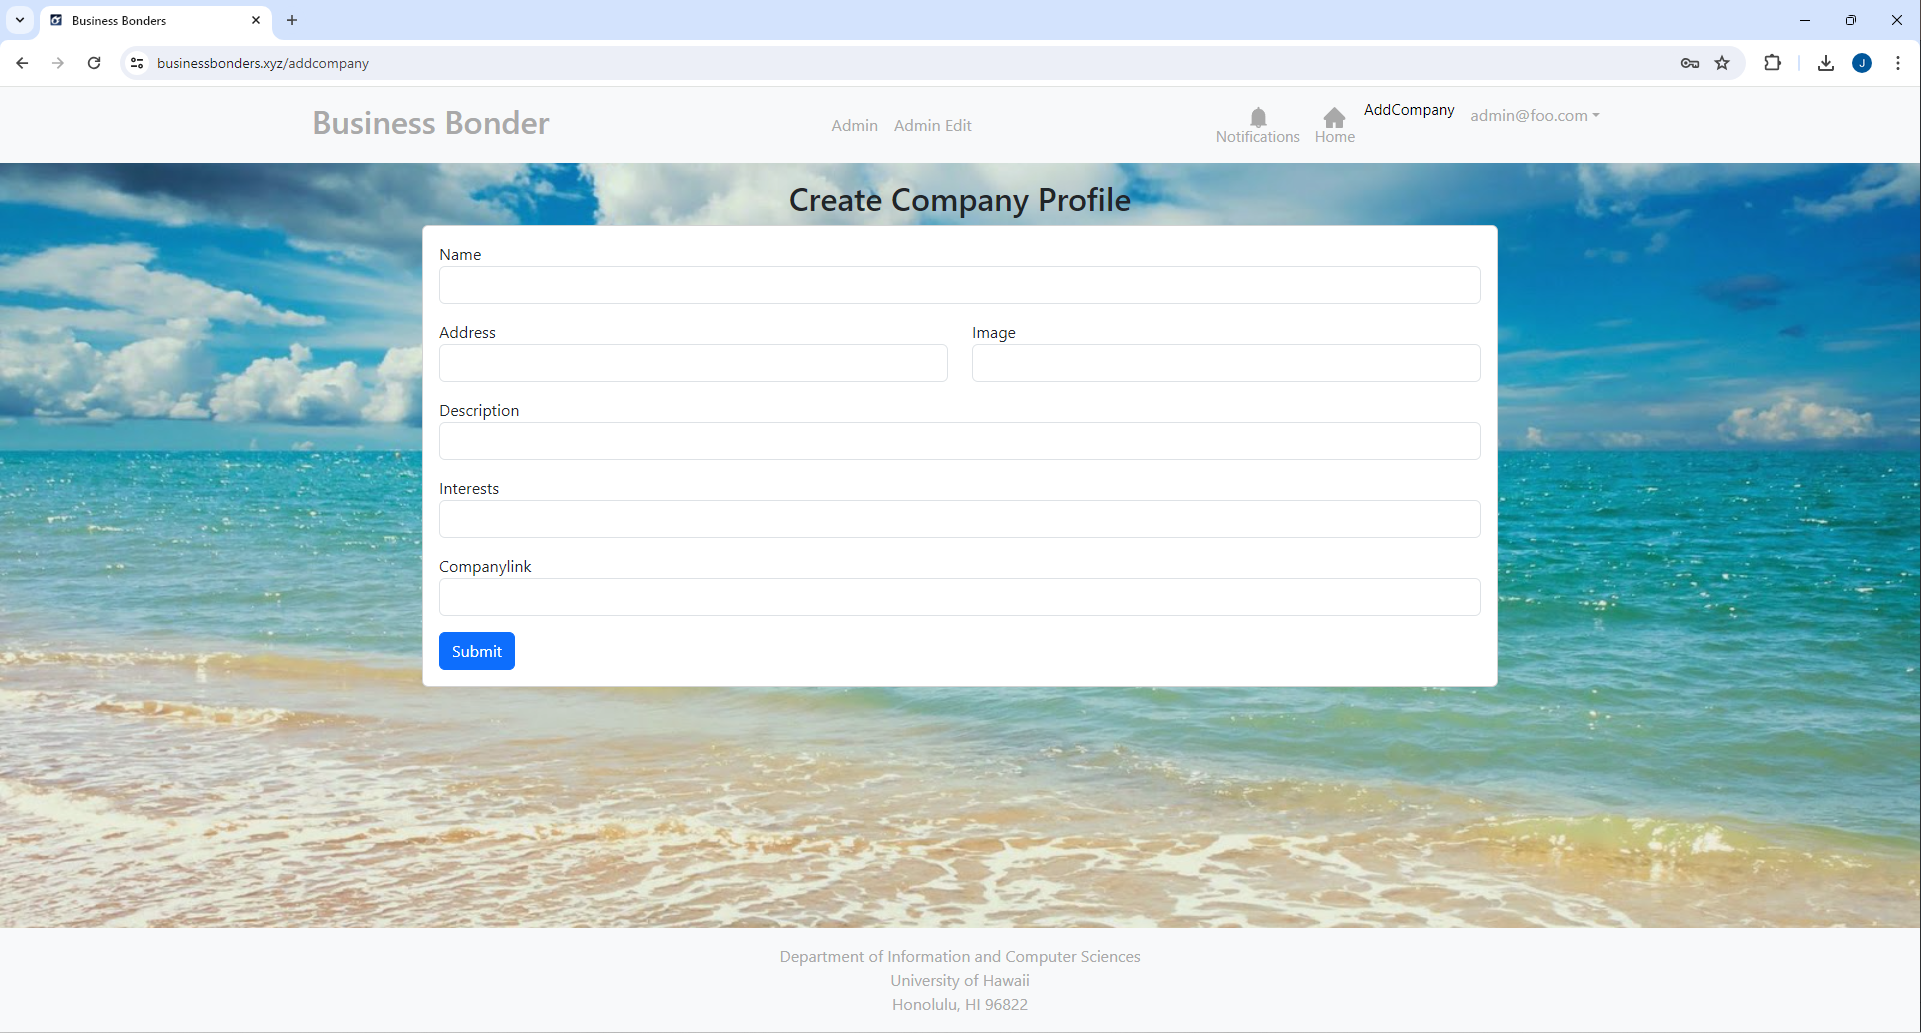 Business Bonders
businessbonders.xyz/addcompany
J
Business Bonder
Admin Admin Edit
Notifications
Home
AddCompany
admin@foo.com
Create Company Profile
Name
Address Image
Description
Interests
Companylink
Submit
Department of Information and Computer Sciences
University of Hawaii
Honolulu, HI 96822